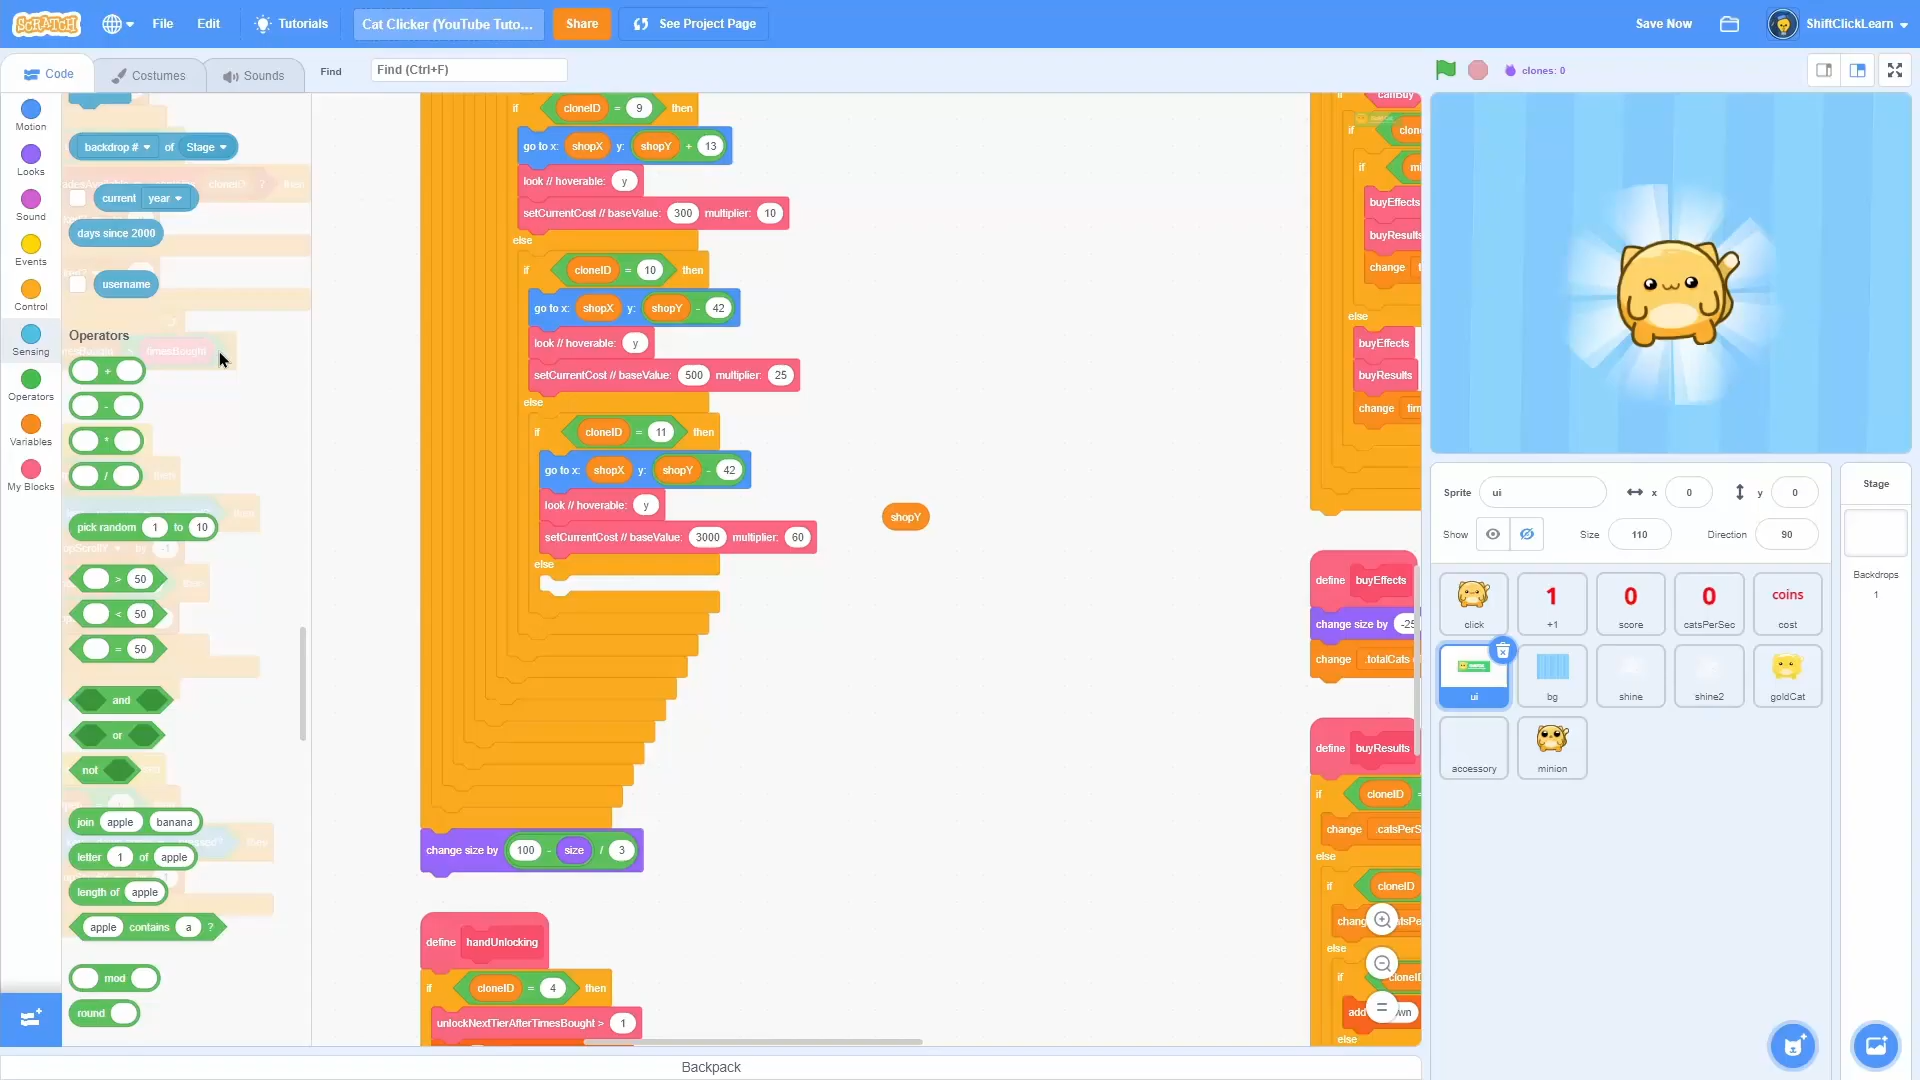 SCRATCH
File
Edit
Tutorials
Cat Clicker (YouTube Tuto...
Share
See Project Page
Save Now
ShiftClickLearn
Code
Costumes
Sounds
Find
Find (Ctrl+F)
clones: 0
Motion
Looks
Sound
Events
Control
Sensing
Operators
Variables
My Blocks
backdrop # of Stage
current year
days since 2000
username
Operators
+
-
*
/
pick random 1 to 10
> 50
< 50
= 50
and
or
not
join apple banana
letter 1 of apple
length of apple
apple contains a ?
mod
round
if cloneID = 9 then
go to x: shopX y: shopY + 13
look // hoverable: y
setCurrentCost // baseValue: 300 multiplier: 10
else
if cloneID = 10 then
go to x: shopX y: shopY - 42
look // hoverable: y
setCurrentCost // baseValue: 500 multiplier: 25
else
if cloneID = 11 then
go to x: shopX y: shopY - 42
look // hoverable: y
setCurrentCost // baseValue: 3000 multiplier: 60
else
shopY
change size by 100 - size / 3
define handUnlocking
if cloneID = 4 then
unlockNextTierAfterTimesBought > 1
if
if
buyEffects
buyResults
change
else
buyEffects
buyResults
change
define buyEffects
change size by -25
change .totalCats
define buyResults
if cloneID =
change .catsPerS
else
if cloneID
else
if cloneID
add
else
Sprite ui x 0 y 0
Show Size 110 Direction 90
click
1
+1
0
score
0
catsPerSec
coins
cost
ui
bg
shine
shine2
goldCat
accessory
minion
Stage
Backdrops
1
Backpack